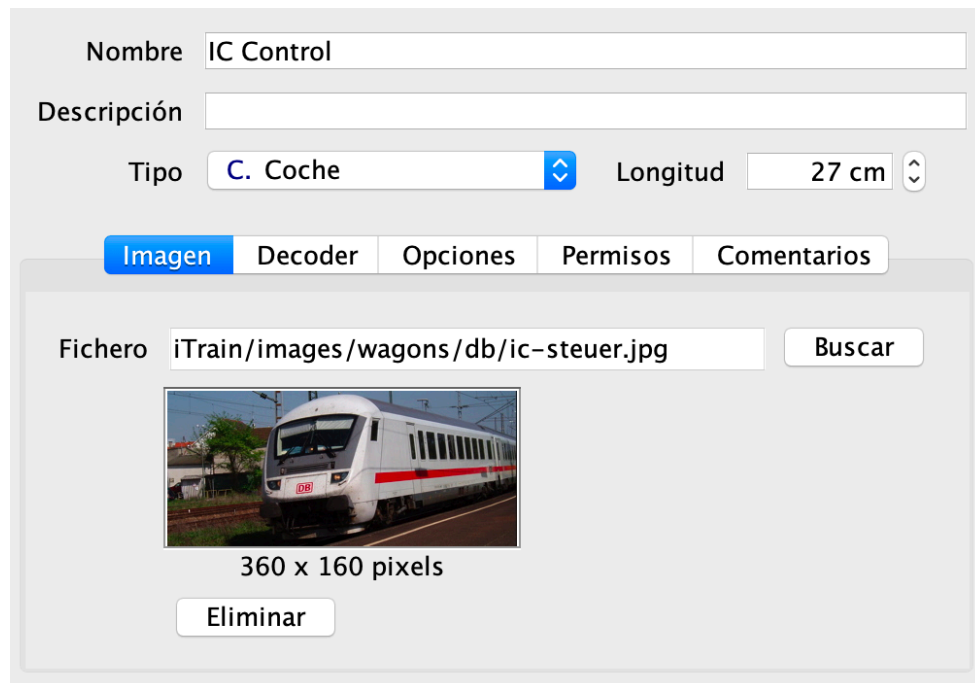 Nombre IC Control
Descripción
Tipo C. Coche Longitud 27 cm
Imagen Decoder Opciones Permisos Comentarios
Fichero iTrain/images/wagons/db/ic-steuer.jpg Buscar
DB
360 x 160 pixels
Eliminar